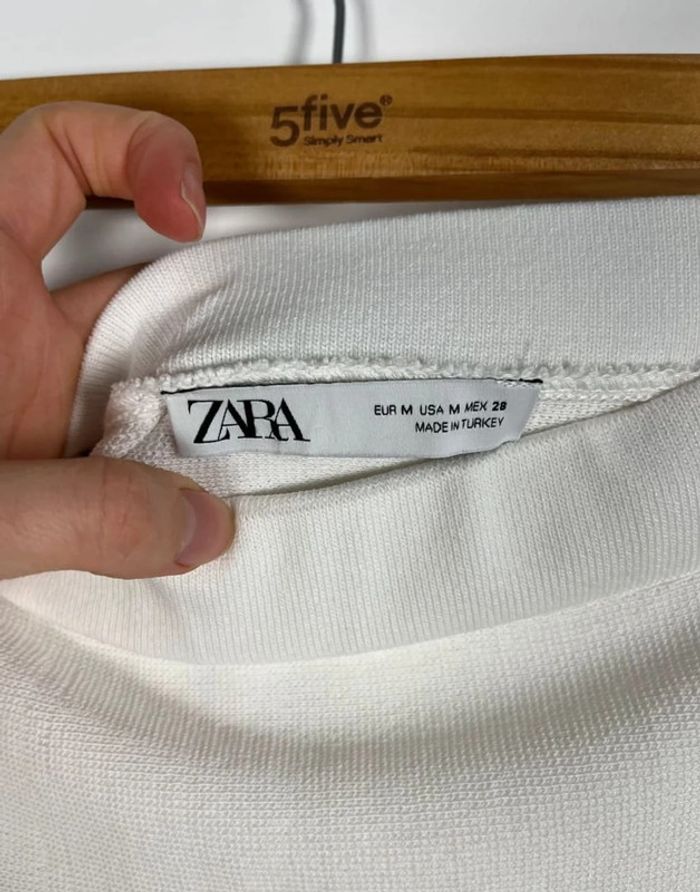 5five®
Simply Smart
ZARA
EUR M USA M MEX 28
MADE IN TURKEY